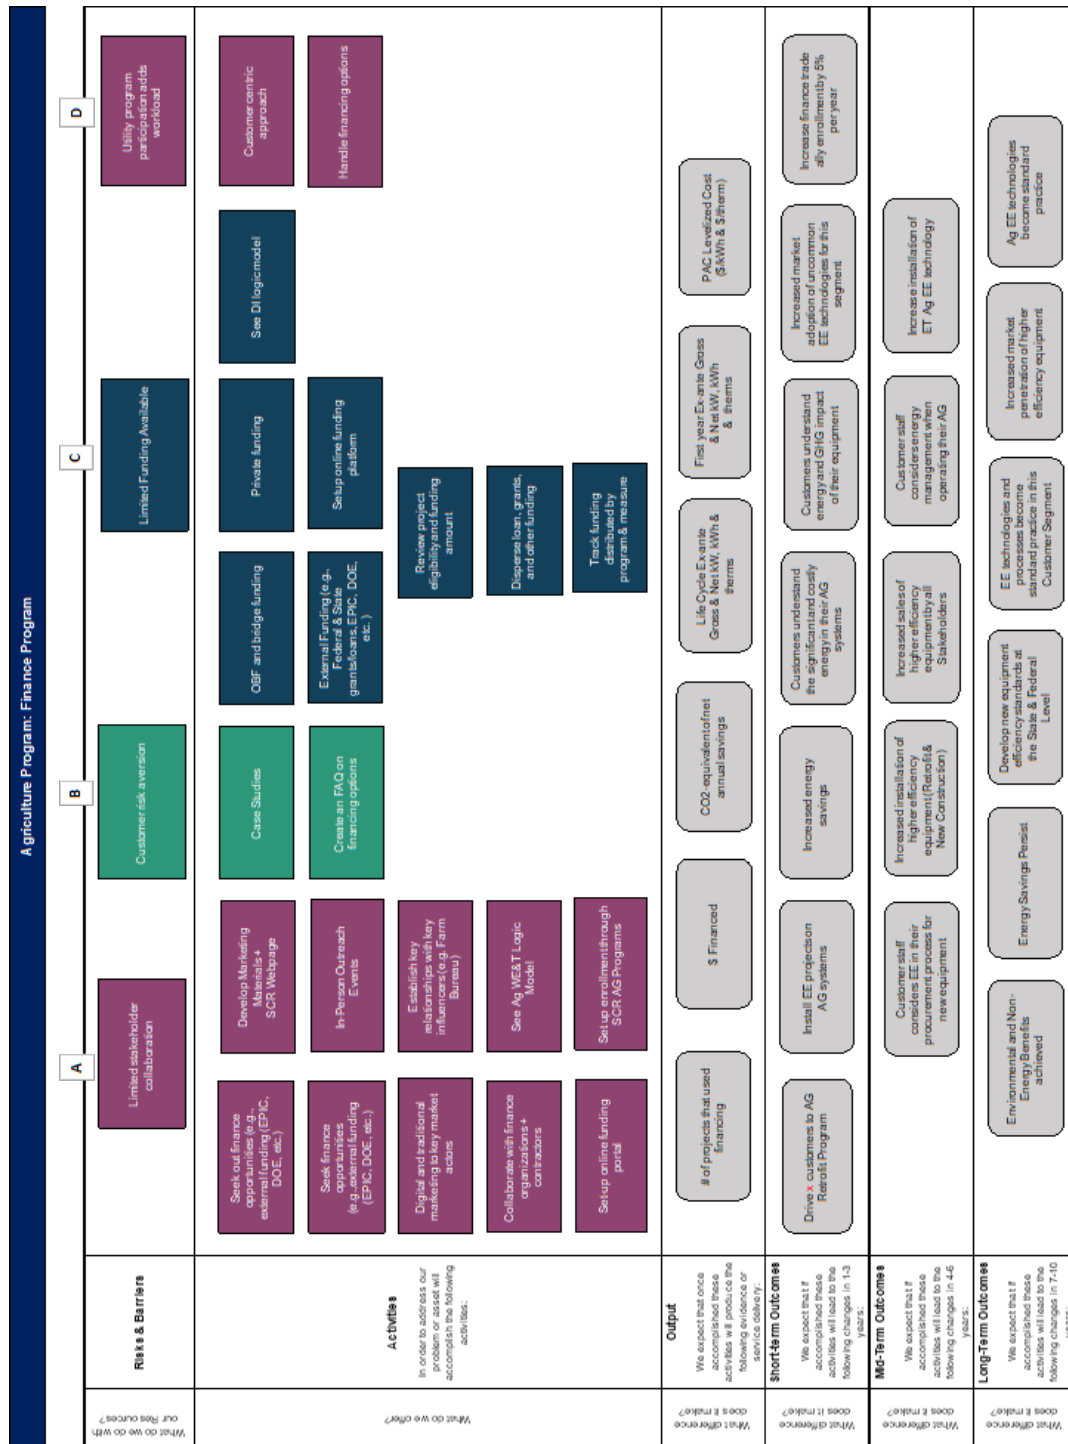 Agriculture Program: Finance Program
What do we do with
our Resources?
Risks & Barriers
A
Limited stakeholder
collaboration
B
Customer risk aversion
C
Limited Funding Available
D
Utility program
participation adds
workload
What do we offer?
Activities
In order to address our
problem or asset will
accomplish the following
activities:
Seek out finance
opportunities (e.g.,
external funding (EPIC,
DOE, etc.)
Develop Marketing
Materials +
SCR Webpage
Case Studies
OBF and bridge funding
Private funding
See DI logic model
Customer centric
approach
Seek finance
opportunities
(e.g.,external funding
(EPIC, DOE, etc.)
In-Person Outreach
Events
Create an FAQ on
financing options
External Funding (e.g.,
Federal & State
grants/loans, EPIC, DOE,
etc. )
Setup online funding
platform
Handle financing options
Digital and traditional
marketing to key market
actors
Establish key
relationships with key
influencers (e.g. Farm
Bureau)
Review project
eligibility and funding
amount
Collaborate with finance
organizations +
contractors
See Ag WE&T Logic
Model
Disperse loan, grants,
and other funding
Set up online funding
portal
Set up enrollment through
SCR AG Programs
Track funding
distributed by
program & measure
What difference
does it make?
Output
We expect that once
accomplished these
activities will produce the
following evidence or
service delivery:
# of projects that used
financing
$ Financed
CO2-equivalent of net
annual savings
Life Cycle Ex-ante
Gross & Net kW, kWh &
therms
First year Ex-ante Gross
& Net kW, kWh
& therms
PAC Levelized Cost
($/kWh & $/therm)
What difference
does it make?
Short-term Outcomes
We expect that if
accomplished these
activities will lead to the
following changes in 1-3
years:
Drive x customers to AG
Retrofit Program
Install EE projects on
AG systems
Increased energy
savings
Customers understand
the significant and costly
energy in their AG
systems
Customers understand
energy and GHG impact
of their equipment
Increased market
adoption of uncommon
EE technologies for this
segment
Increase finance trade
ally enrollment by 5%
per year
What difference
does it make?
Mid-Term Outcomes
We expect that if
accomplished these
activities will lead to the
following changes in 4-6
years:
Customer staff
considers EE in their
procurement process for
new equipment
Increased installation of
higher efficiency
equipment (Retrofit &
New Construction)
Increased sales of
higher efficiency
equipment by all
Stakeholders
Customer staff
considers energy
management when
operating their AG
Increase installation of
ET Ag EE technology
What difference
does it make?
Long-Term Outcomes
We expect that if
accomplished these
activities will lead to the
following changes in 7-10
Environmental and Non-
Energy Benefits
achieved
Energy Savings Persist
Develop new equipment
efficiency standards at
the State & Federal
Level
EE technologies and
processes become
standard practice in this
Customer Segment
Increased market
penetration of higher
efficiency equipment
Ag EE technologies
become standard
practice